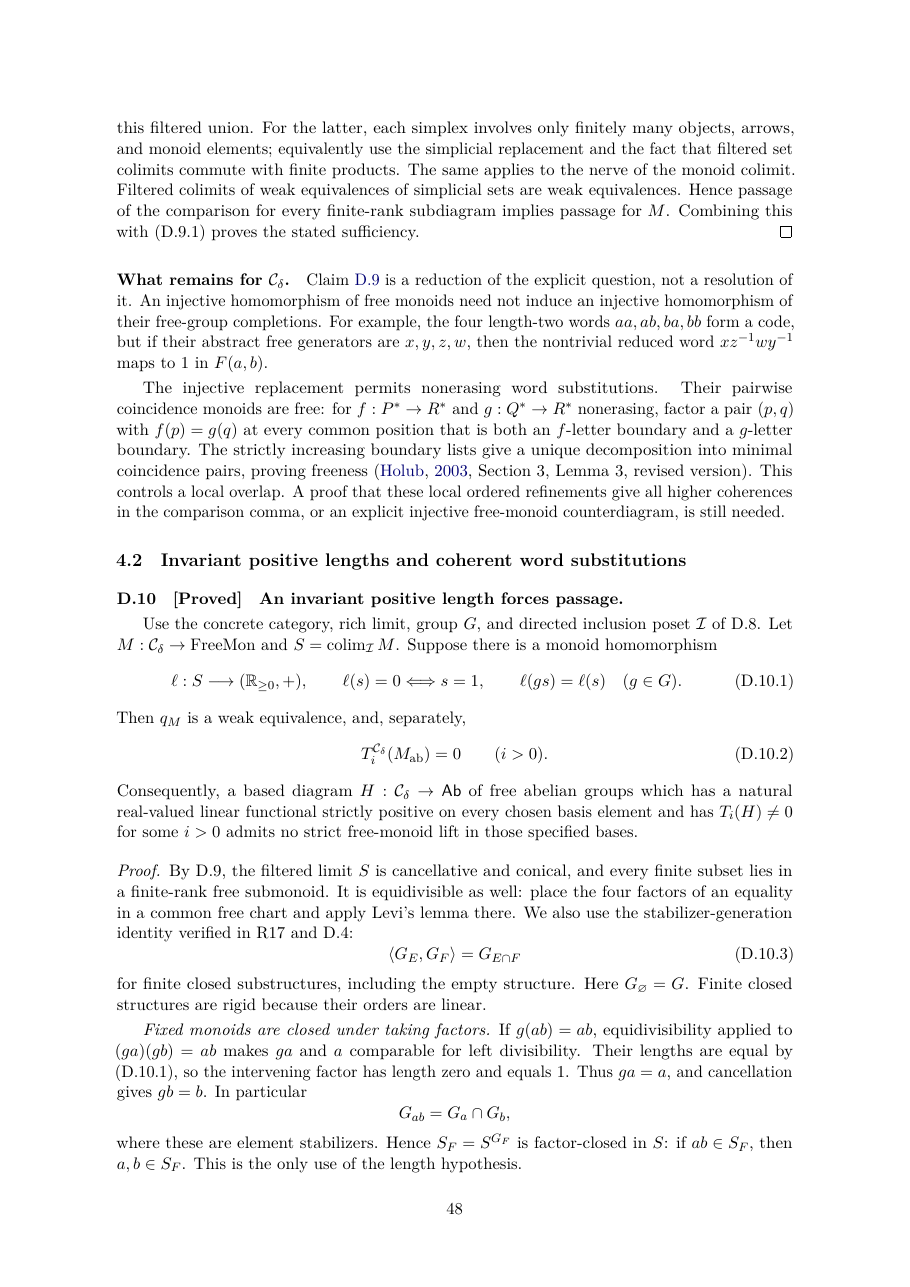 this filtered union. For the latter, each simplex involves only finitely many objects, arrows,
and monoid elements; equivalently use the simplicial replacement and the fact that filtered set
colimits commute with finite products. The same applies to the nerve of the monoid colimit.
Filtered colimits of weak equivalences of simplicial sets are weak equivalences. Hence passage
of the comparison for every finite-rank subdiagram implies passage for M. Combining this
with (D.9.1) proves the stated sufficiency. □
What remains for 𝒞_δ. Claim D.9 is a reduction of the explicit question, not a resolution of
it. An injective homomorphism of free monoids need not induce an injective homomorphism of
their free-group completions. For example, the four length-two words aa, ab, ba, bb form a code,
but if their abstract free generators are x, y, z, w, then the nontrivial reduced word xz⁻¹wy⁻¹
maps to 1 in F(a, b).
The injective replacement permits nonerasing word substitutions. Their pairwise
coincidence monoids are free: for f : P* → R* and g : Q* → R* nonerasing, factor a pair (p, q)
with f(p) = g(q) at every common position that is both an f-letter boundary and a g-letter
boundary. The strictly increasing boundary lists give a unique decomposition into minimal
coincidence pairs, proving freeness (Holub, 2003, Section 3, Lemma 3, revised version). This
controls a local overlap. A proof that these local ordered refinements give all higher coherences
in the comparison comma, or an explicit injective free-monoid counterdiagram, is still needed.
4.2 Invariant positive lengths and coherent word substitutions
D.10 [Proved] An invariant positive length forces passage.
Use the concrete category, rich limit, group G, and directed inclusion poset ℐ of D.8. Let
M : 𝒞_δ → FreeMon and S = colim_ℐ M. Suppose there is a monoid homomorphism
ℓ : S ⟶ (ℝ_≥0, +), ℓ(s) = 0 ⟺ s = 1, ℓ(gs) = ℓ(s) (g ∈ G). (D.10.1)
Then q_M is a weak equivalence, and, separately,
T_i^{𝒞_δ}(M_ab) = 0 (i > 0). (D.10.2)
Consequently, a based diagram H : 𝒞_δ → Ab of free abelian groups which has a natural
real-valued linear functional strictly positive on every chosen basis element and has T_i(H) ≠ 0
for some i > 0 admits no strict free-monoid lift in those specified bases.
Proof. By D.9, the filtered limit S is cancellative and conical, and every finite subset lies in
a finite-rank free submonoid. It is equidivisible as well: place the four factors of an equality
in a common free chart and apply Levi's lemma there. We also use the stabilizer-generation
identity verified in R17 and D.4:
⟨G_E, G_F⟩ = G_{E∩F} (D.10.3)
for finite closed substructures, including the empty structure. Here G_∅ = G. Finite closed
structures are rigid because their orders are linear.
Fixed monoids are closed under taking factors. If g(ab) = ab, equidivisibility applied to
(ga)(gb) = ab makes ga and a comparable for left divisibility. Their lengths are equal by
(D.10.1), so the intervening factor has length zero and equals 1. Thus ga = a, and cancellation
gives gb = b. In particular
G_{ab} = G_a ∩ G_b,
where these are element stabilizers. Hence S_F = S^{G_F} is factor-closed in S: if ab ∈ S_F, then
a, b ∈ S_F. This is the only use of the length hypothesis.
48